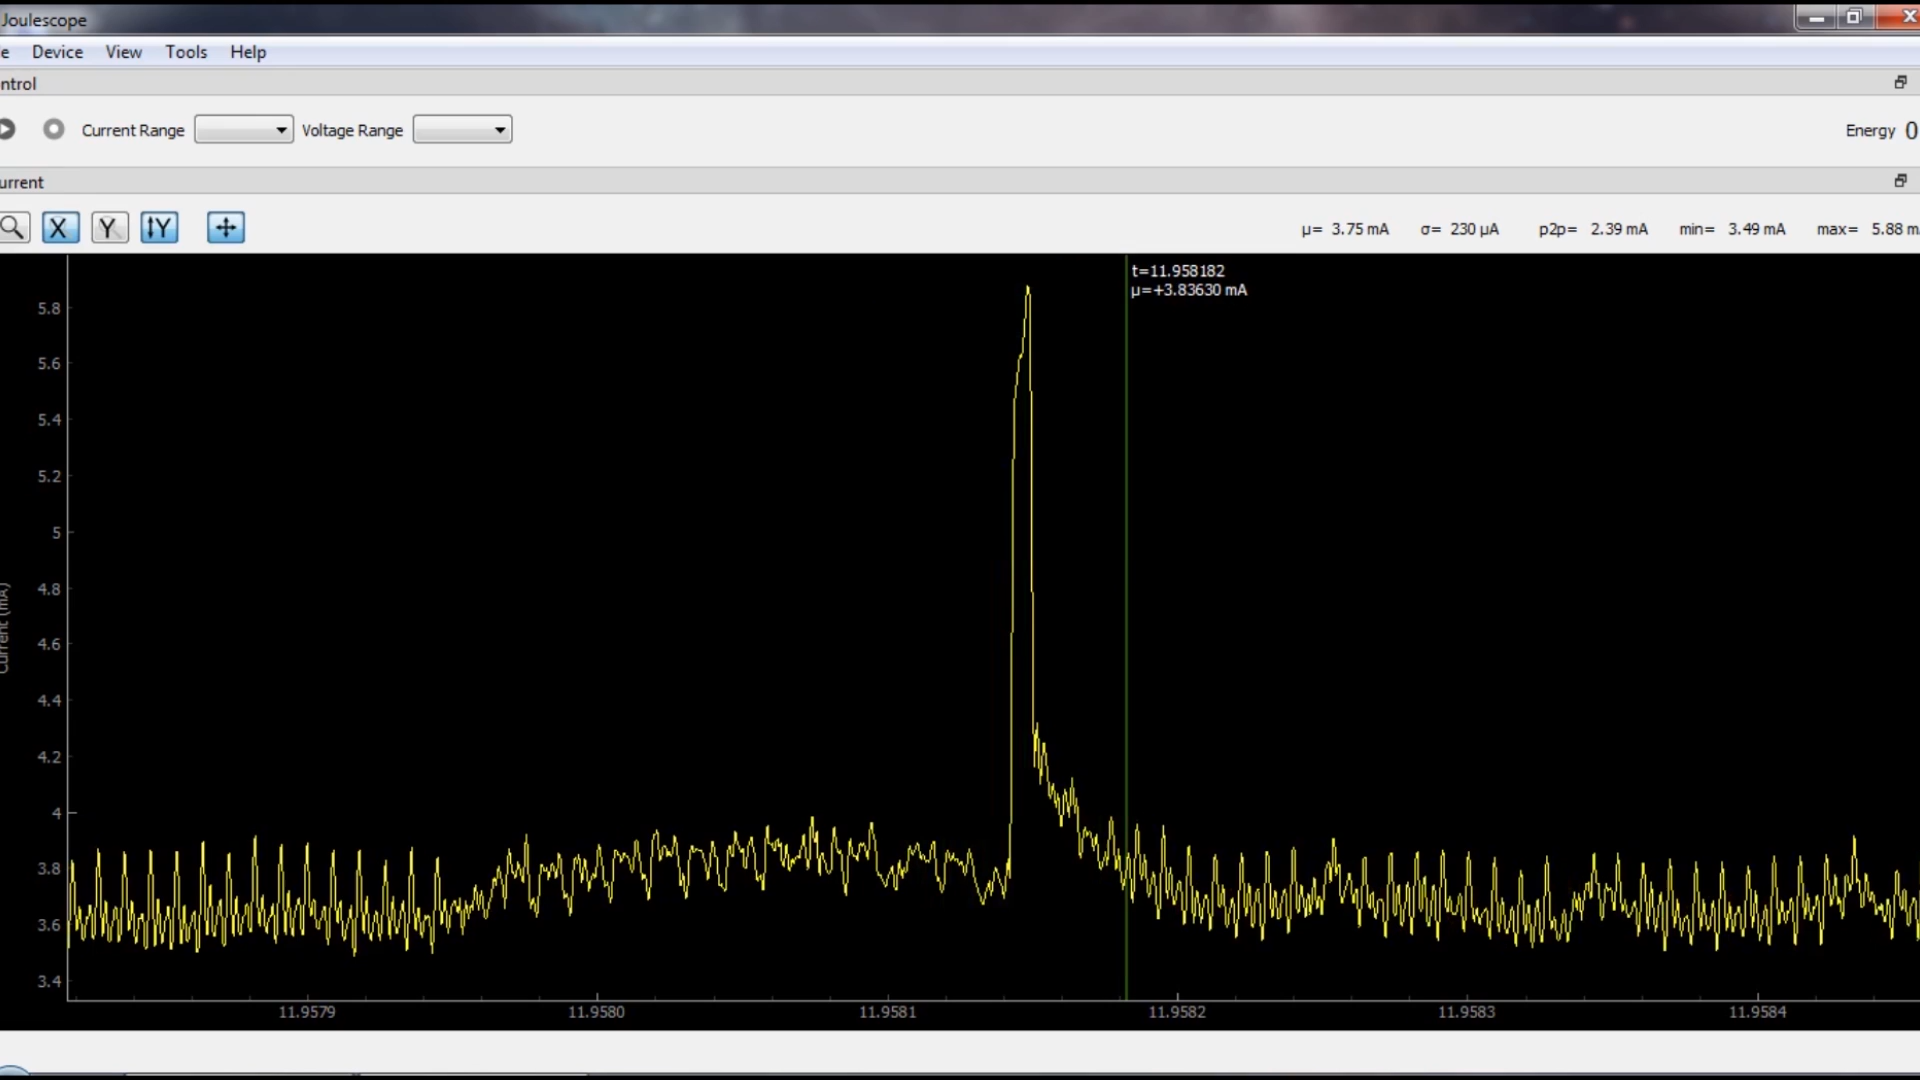 Joulescope
e Device View Tools Help
ntrol
Current Range Voltage Range Energy 0
urrent
X Y ↕Y
μ= 3.75 mA σ= 230 μA p2p= 2.39 mA min= 3.49 mA max= 5.88 m
t=11.958182
μ=+3.83630 mA
5.8
5.6
5.4
5.2
5
4.8
4.6
4.4
4.2
4
3.8
3.6
3.4
Current (mA)
11.9579 11.9580 11.9581 11.9582 11.9583 11.9584